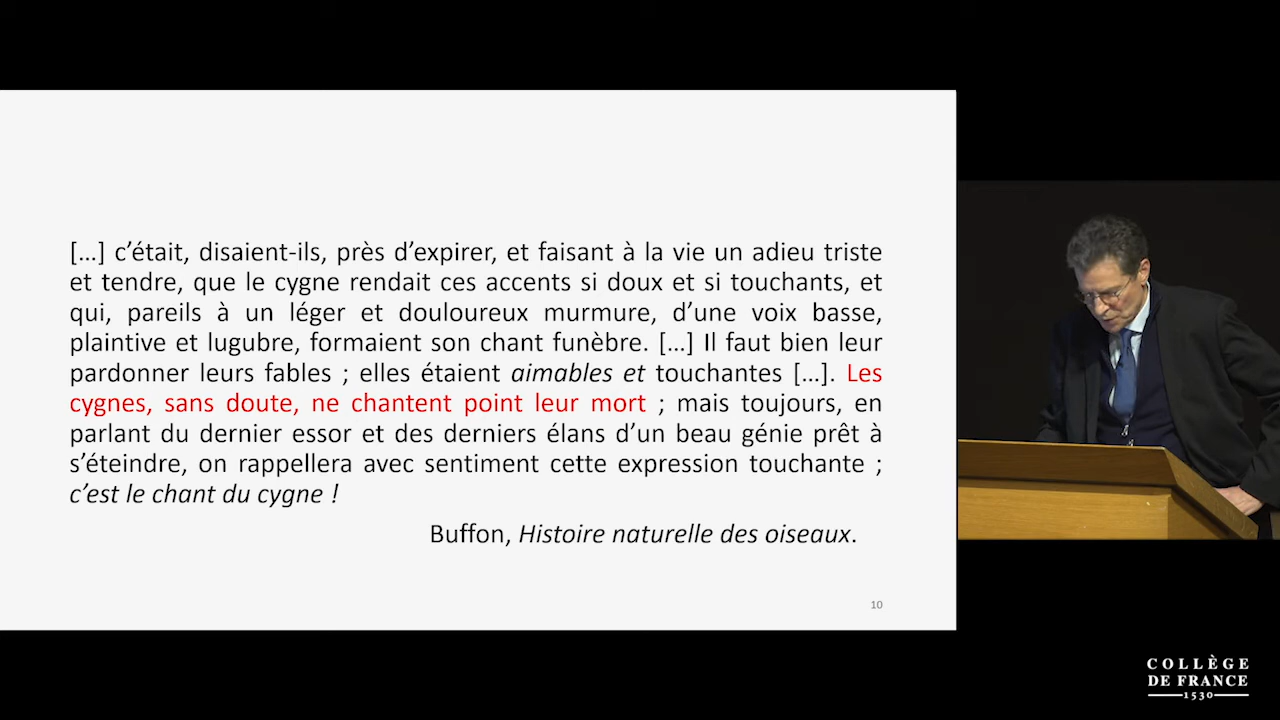 […] c’était, disaient-ils, près d’expirer, et faisant à la vie un adieu triste
et tendre, que le cygne rendait ces accents si doux et si touchants, et
qui, pareils à un léger et douloureux murmure, d’une voix basse,
plaintive et lugubre, formaient son chant funèbre. […] Il faut bien leur
pardonner leurs fables ; elles étaient aimables et touchantes […]. Les
cygnes, sans doute, ne chantent point leur mort ; mais toujours, en
parlant du dernier essor et des derniers élans d’un beau génie prêt à
s’éteindre, on rappellera avec sentiment cette expression touchante ;
c’est le chant du cygne !
Buffon, Histoire naturelle des oiseaux.
10
COLLÈGE
DE FRANCE
1530